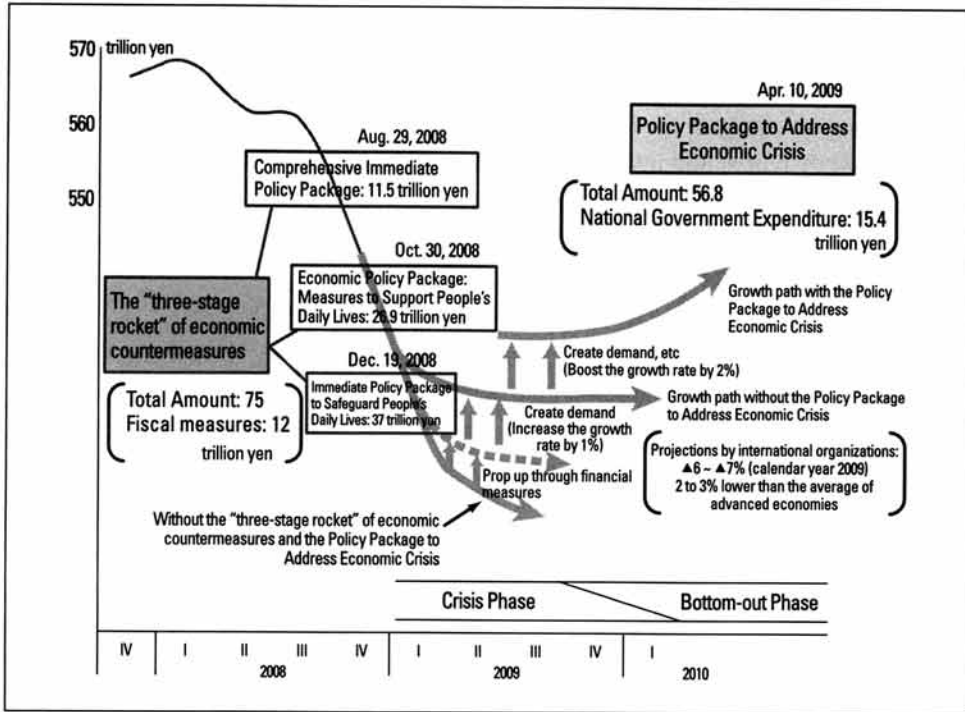 570 trillion yen
560
550
Apr. 10, 2009
Policy Package to Address
Economic Crisis
Total Amount: 56.8
National Government Expenditure: 15.4
trillion yen
Aug. 29, 2008
Comprehensive Immediate
Policy Package: 11.5 trillion yen
Oct. 30, 2008
Economic Policy Package:
Measures to Support People's
Daily Lives: 26.9 trillion yen
Dec. 19, 2008
Immediate Policy Package
to Safeguard People's
Daily Lives: 37 trillion yen
The "three-stage
rocket" of economic
countermeasures
Total Amount: 75
Fiscal measures: 12
trillion yen
Growth path with the Policy
Package to Address
Economic Crisis
Create demand, etc
(Boost the growth rate by 2%)
Growth path without the Policy Package
to Address Economic Crisis
Create demand
(Increase the growth
rate by 1%)
Projections by international organizations:
▲6 ~ ▲7% (calendar year 2009)
2 to 3% lower than the average of
advanced economies
Prop up through financial
measures
Without the "three-stage rocket" of economic
countermeasures and the Policy Package to
Address Economic Crisis
Crisis Phase
Bottom-out Phase
IV I II III IV I II III IV I
2008 2009 2010